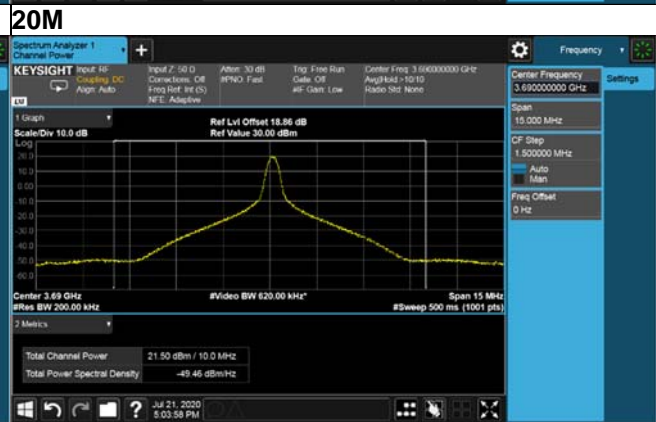 20M
Spectrum Analyzer 1
Channel Power
+
Frequency
KEYSIGHT
Input: RF
Coupling: DC
Align: Auto
Input Z: 50 Ω
Corrections: Off
Freq Ref: Int (S)
NFE: Adaptive
Atten: 30 dB
#PNO: Fast
Trig: Free Run
Gate: Off
#IF Gain: Low
Center Freq: 3.690000000 GHz
Avg|Hold >10/10
Radio Std: None
LXI
Center Frequency
3.690000000 GHz
Settings
Span
15.000 MHz
CF Step
1.500000 MHz
Auto
Man
Freq Offset
0 Hz
1 Graph
Scale/Div 10.0 dB
Ref Lvl Offset 18.86 dB
Ref Value 30.00 dBm
Log
20.0
10.0
0.00
-10.0
-20.0
-30.0
-40.0
-50.0
-60.0
Center 3.69 GHz
#Video BW 620.00 kHz*
Span 15 MHz
#Res BW 200.00 kHz
#Sweep 500 ms (1001 pts)
2 Metrics
Total Channel Power 21.50 dBm / 10.0 MHz
Total Power Spectral Density -49.46 dBm/Hz
?
Jul 21, 2020
5:03:58 PM